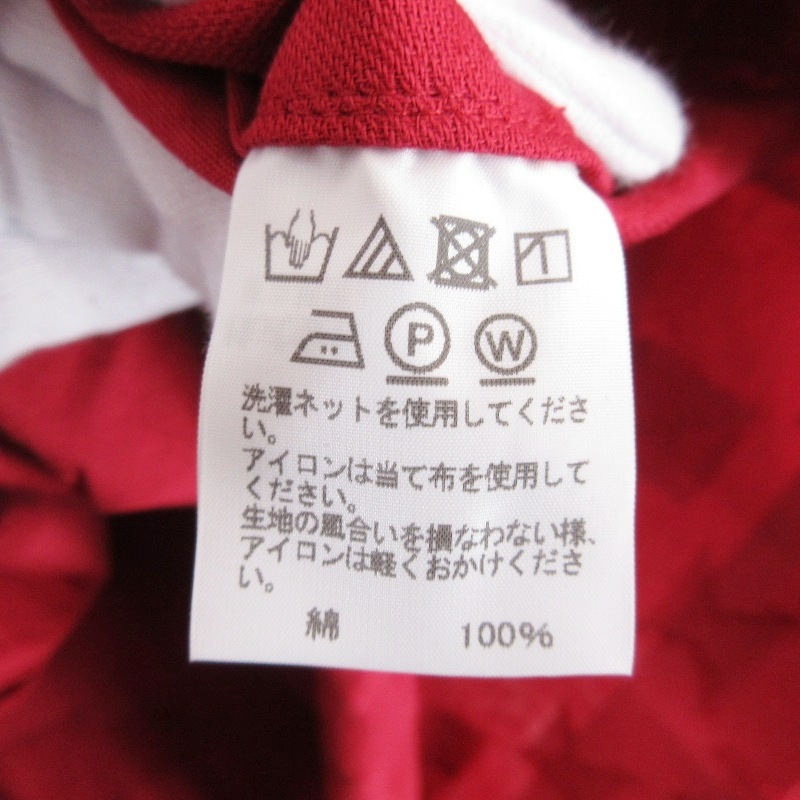 P W
洗濯ネットを使用してくださ
い。
アイロンは当て布を使用して
ください。
生地の風合いを損なわない様、
アイロンは軽くおかけくださ
い。
綿 100%